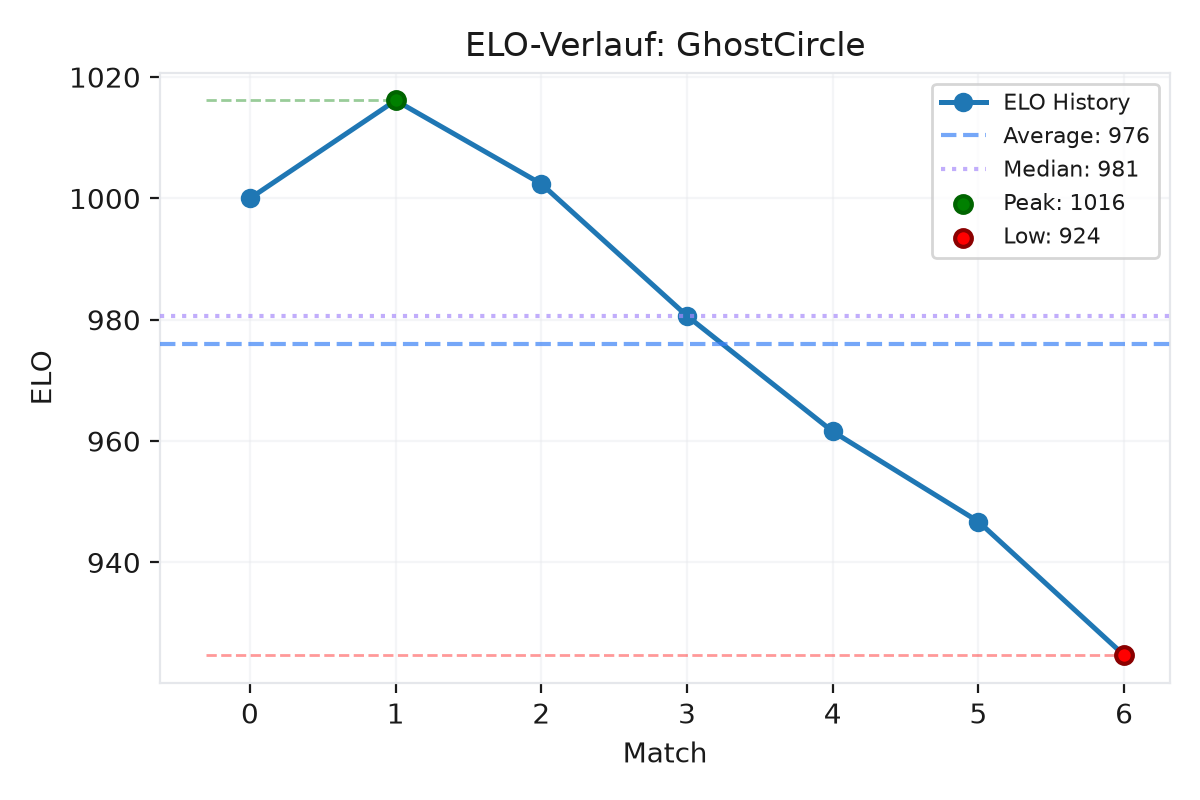 ELO-Verlauf: GhostCircle
1020
1000
980
960
940
ELO
0 1 2 3 4 5 6
Match
ELO History
Average: 976
Median: 981
Peak: 1016
Low: 924